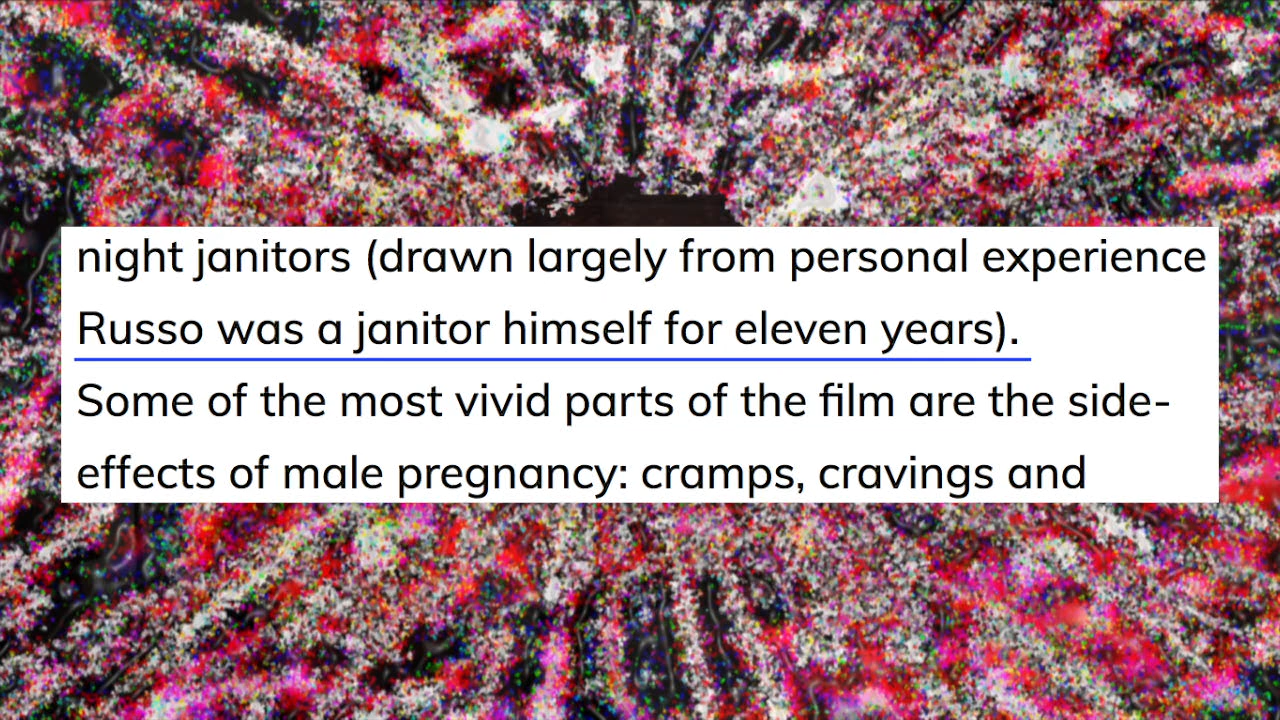 night janitors (drawn largely from personal experience
Russo was a janitor himself for eleven years).
Some of the most vivid parts of the film are the side-
effects of male pregnancy: cramps, cravings and